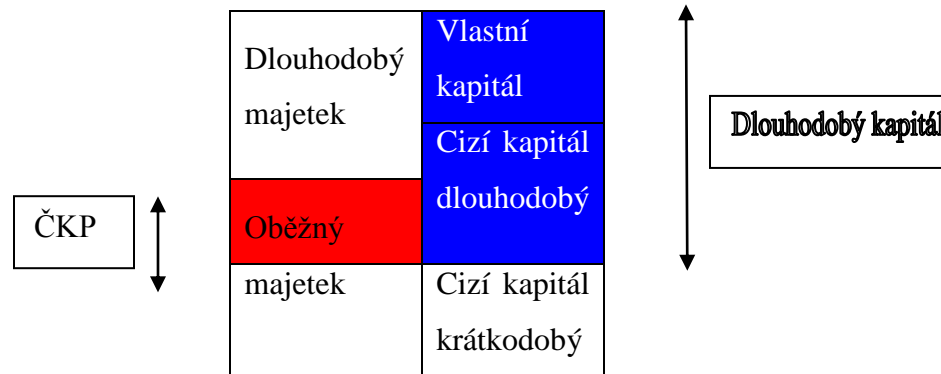 Dlouhodobý
majetek
Vlastní
kapitál
Cizí kapitál
dlouhodobý
Dlouhodobý kapitál
ČKP
Oběžný
majetek
Cizí kapitál
krátkodobý